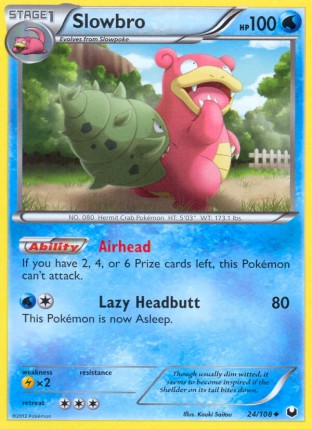 STAGE1 Slowbro HP100
Evolves from Slowpoke
NO. 080 Hermit Crab Pokémon HT: 5'03" WT: 173.1 lbs.
Ability Airhead
If you have 2, 4, or 6 Prize cards left, this Pokémon
can't attack.
Lazy Headbutt 80
This Pokémon is now Asleep.
weakness resistance
×2
retreat
Though usually dim witted, it
seems to become inspired if the
Shellder on its tail bites down.
Illus. Kouki Saitou 24/108
©2012 Pokémon